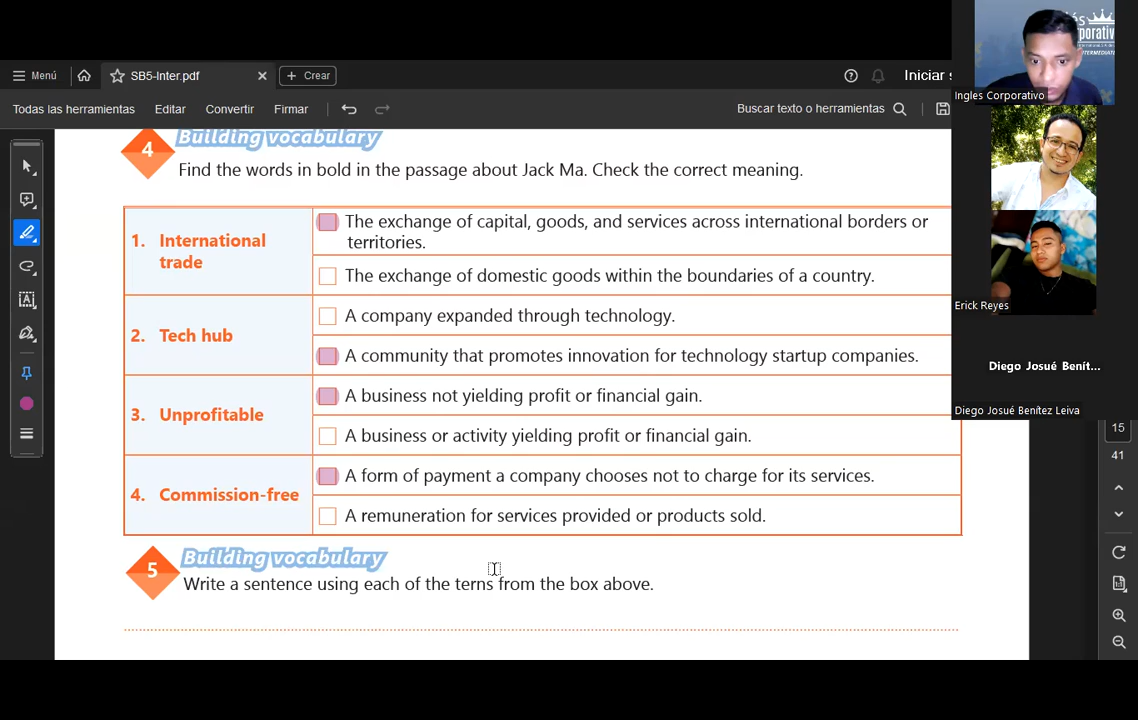 Menú
SB5-Inter.pdf
Crear
Iniciar s
Todas las herramientas
Editar
Convertir
Firmar
Buscar texto o herramientas
Building vocabulary
4
Find the words in bold in the passage about Jack Ma. Check the correct meaning.
1. International trade
The exchange of capital, goods, and services across international borders or
territories.
The exchange of domestic goods within the boundaries of a country.
2. Tech hub
A company expanded through technology.
A community that promotes innovation for technology startup companies.
3. Unprofitable
A business not yielding profit or financial gain.
A business or activity yielding profit or financial gain.
4. Commission-free
A form of payment a company chooses not to charge for its services.
A remuneration for services provided or products sold.
Building vocabulary
5
Write a sentence using each of the terns from the box above.
Ingles Corporativo
Erick Reyes
Diego Josué Benít...
Diego Josué Benítez Leiva
15
41